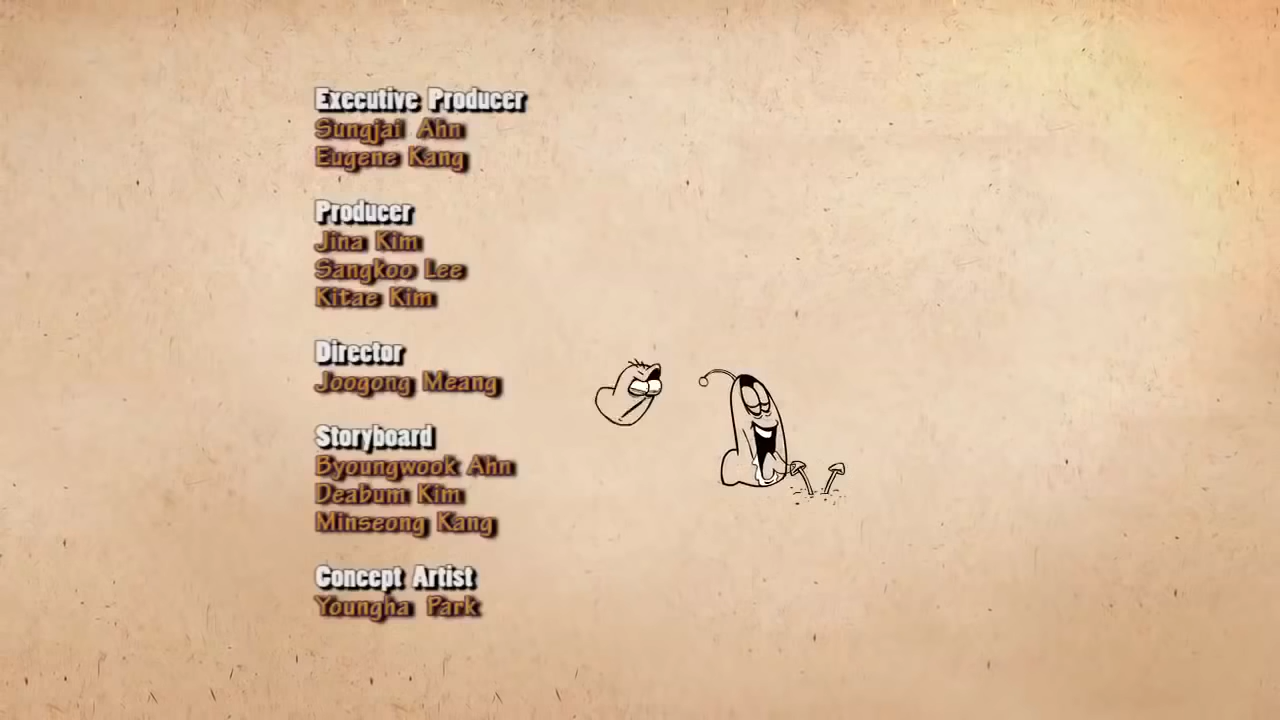 Executive Producer
Sungjai Ahn
Eugene Kang
Producer
Jina Kim
Sangkoo Lee
Kitae Kim
Director
Joogong Meang
Storyboard
Byoungwook Ahn
Deabum Kim
Minseong Kang
Concept Artist
Youngha Park